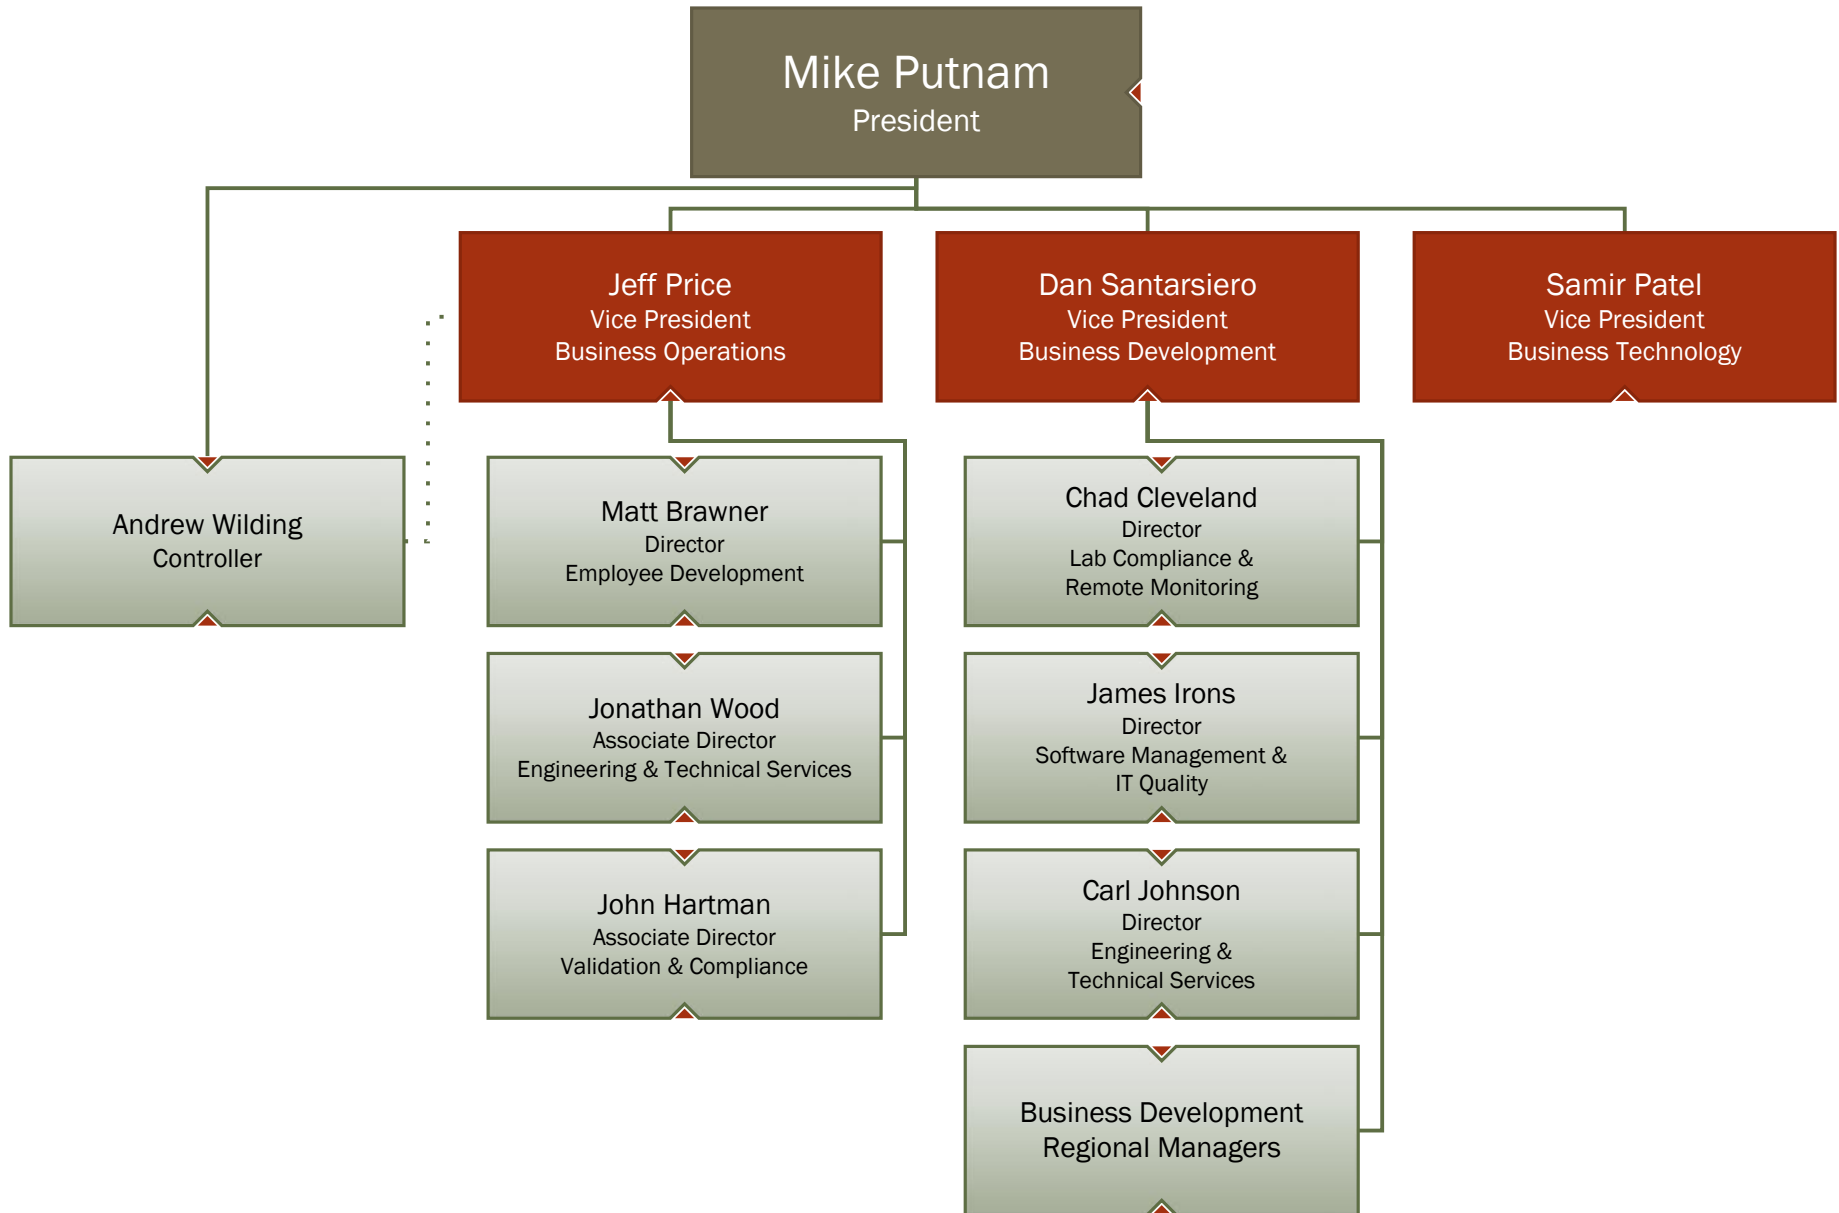 Mike Putnam
President
Jeff Price
Vice President
Business Operations
Dan Santarsiero
Vice President
Business Development
Samir Patel
Vice President
Business Technology
Andrew Wilding
Controller
Matt Brawner
Director
Employee Development
Chad Cleveland
Director
Lab Compliance &
Remote Monitoring
Jonathan Wood
Associate Director
Engineering & Technical Services
James Irons
Director
Software Management &
IT Quality
John Hartman
Associate Director
Validation & Compliance
Carl Johnson
Director
Engineering &
Technical Services
Business Development
Regional Managers